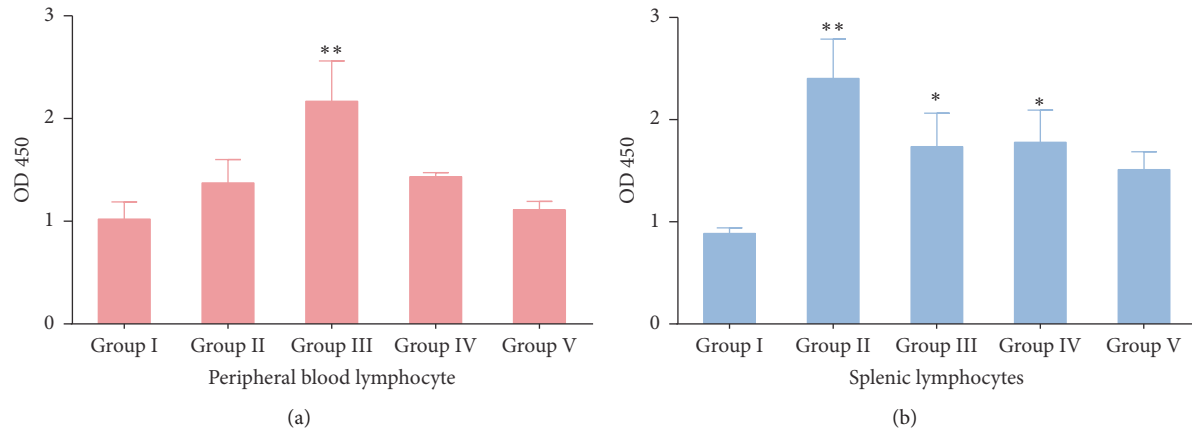 3
2
1
0
OD 450
**
Group I Group II Group III Group IV Group V
Peripheral blood lymphocyte
(a)
3
2
1
0
OD 450
**
*
*
Group I Group II Group III Group IV Group V
Splenic lymphocytes
(b)